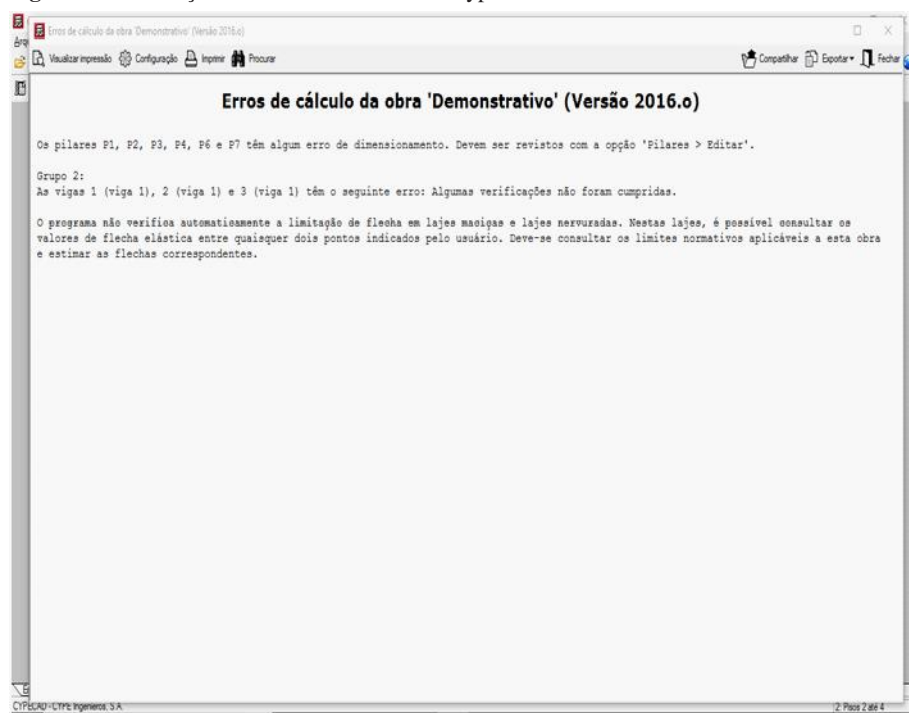 Erros de cálculo da obra 'Demonstrativo' (Versão 2016.o)
Arq
Visualizar impressão Configuração Imprimir Procurar Compartilhar Exportar Fechar
Erros de cálculo da obra 'Demonstrativo' (Versão 2016.o)
Os pilares P1, P2, P3, P4, P6 e P7 têm algum erro de dimensionamento. Devem ser revistos com a opção 'Pilares > Editar'.
Grupo 2:
As vigas 1 (viga 1), 2 (viga 1) e 3 (viga 1) têm o seguinte erro: Algumas verificações não foram cumpridas.
O programa não verifica automaticamente a limitação de flecha em lajes maciças e lajes nervuradas. Nestas lajes, é possível consultar os
valores de flecha elástica entre quaisquer dois pontos indicados pelo usuário. Deve-se consultar os limites normativos aplicáveis a esta obra
e estimar as flechas correspondentes.
CYPECAD - CYPE Ingenieros, S.A. 2: Pisos 2 até 4